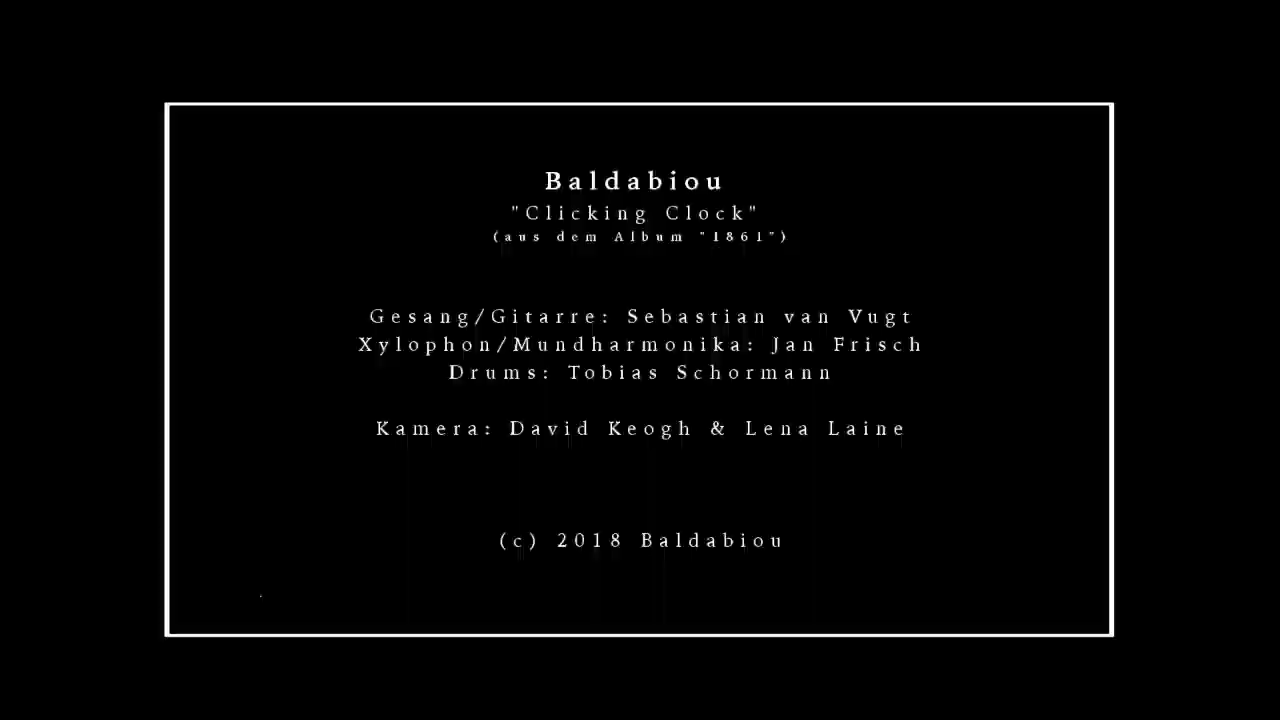 Baldabiou
"Clicking Clock"
(aus dem Album "1861")
Gesang/Gitarre: Sebastian van Vugt
Xylophon/Mundharmonika: Jan Frisch
Drums: Tobias Schormann
Kamera: David Keogh & Lena Laine
(c) 2018 Baldabiou